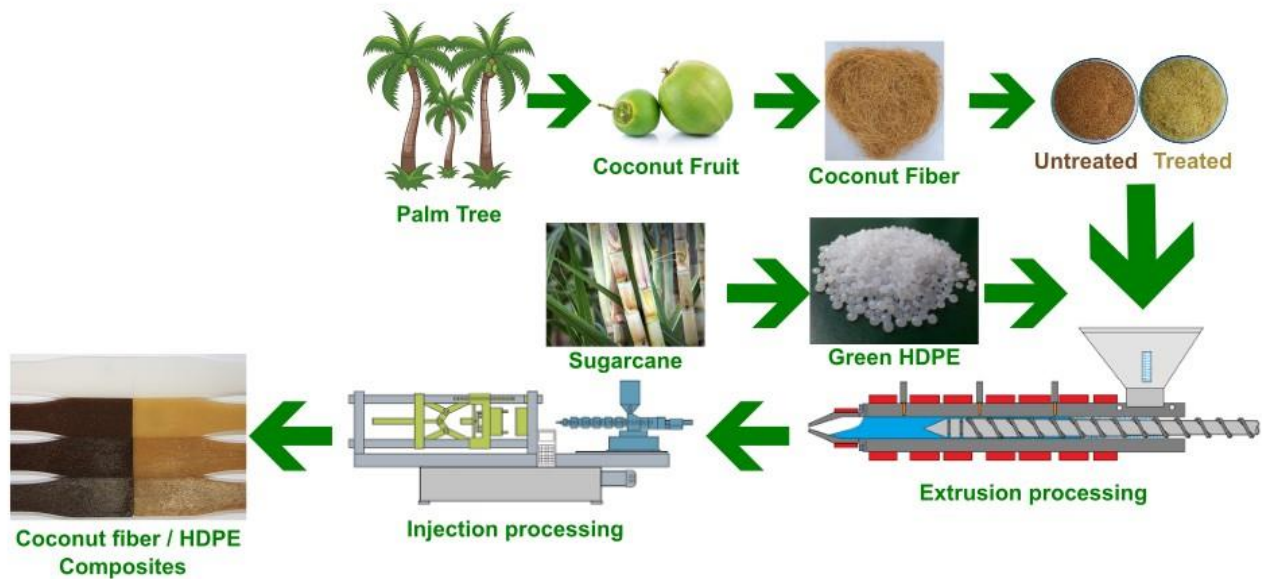 Palm Tree
Coconut Fruit
Coconut Fiber
Untreated Treated
Sugarcane
Green HDPE
Extrusion processing
Injection processing
Coconut fiber / HDPE
Composites